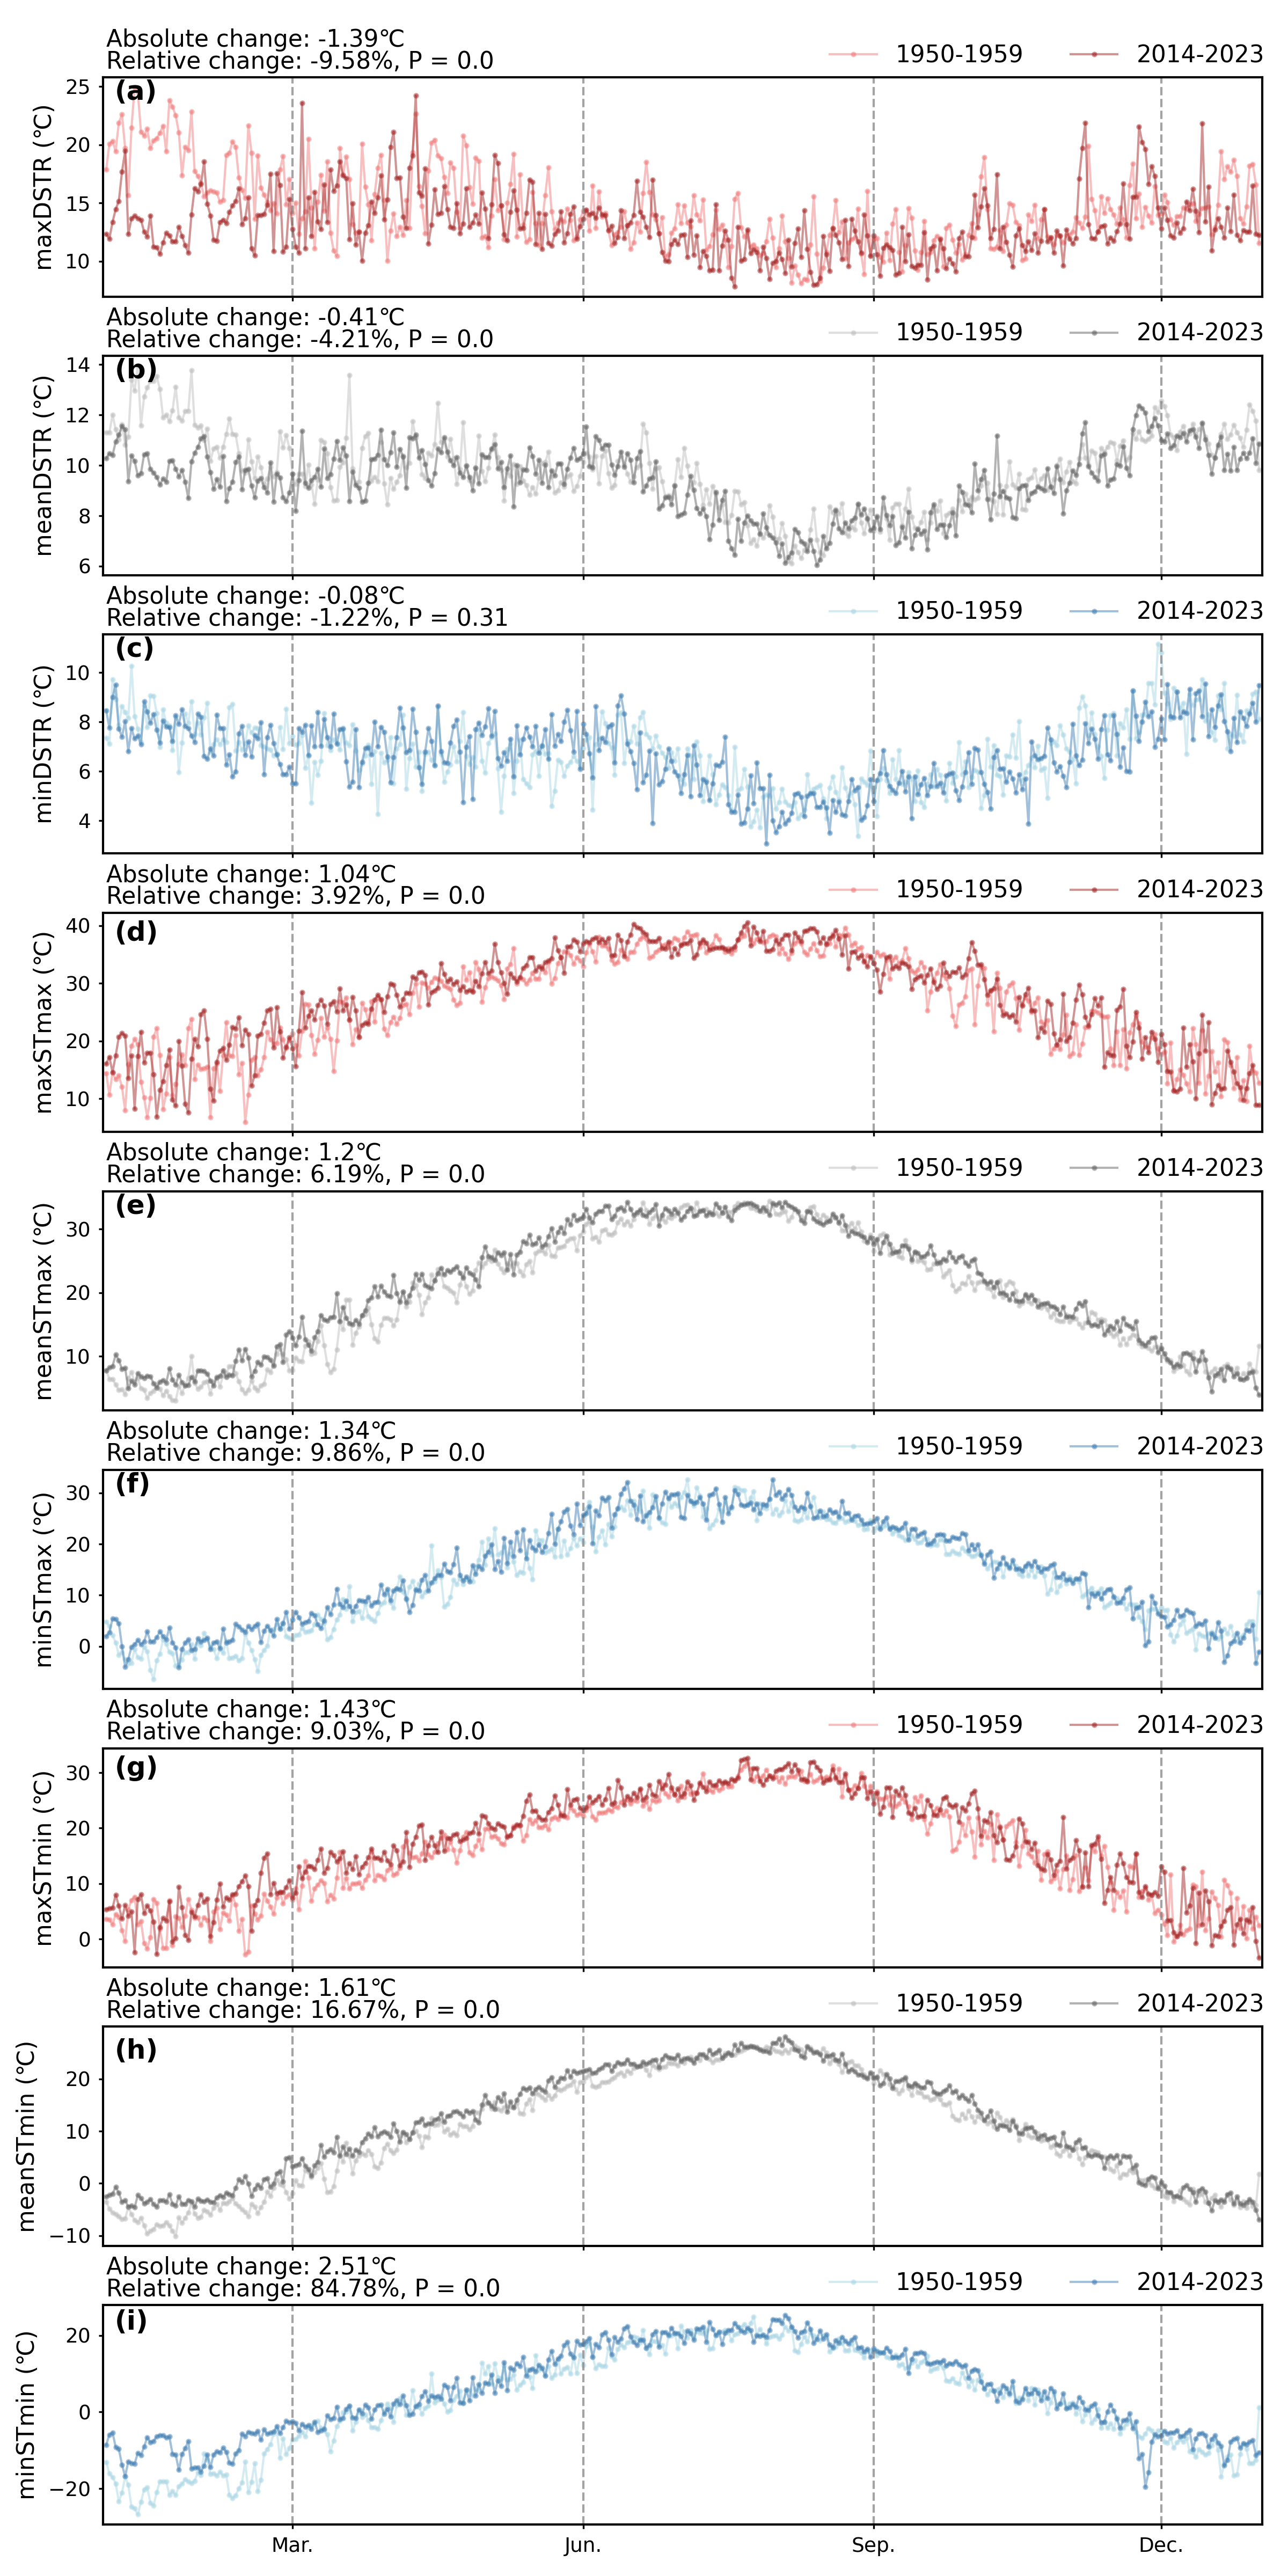 Absolute change: -1.39℃
Relative change: -9.58%, P = 0.0
1950-1959 2014-2023
(a)
maxDSTR (℃)
25
20
15
10
Absolute change: -0.41℃
Relative change: -4.21%, P = 0.0
1950-1959 2014-2023
(b)
meanDSTR (℃)
14
12
10
8
6
Absolute change: -0.08℃
Relative change: -1.22%, P = 0.31
1950-1959 2014-2023
(c)
minDSTR (℃)
10
8
6
4
Absolute change: 1.04℃
Relative change: 3.92%, P = 0.0
1950-1959 2014-2023
(d)
maxSTmax (℃)
40
30
20
10
Absolute change: 1.2℃
Relative change: 6.19%, P = 0.0
1950-1959 2014-2023
(e)
meanSTmax (℃)
30
20
10
Absolute change: 1.34℃
Relative change: 9.86%, P = 0.0
1950-1959 2014-2023
(f)
minSTmax (℃)
30
20
10
0
Absolute change: 1.43℃
Relative change: 9.03%, P = 0.0
1950-1959 2014-2023
(g)
maxSTmin (℃)
30
20
10
0
Absolute change: 1.61℃
Relative change: 16.67%, P = 0.0
1950-1959 2014-2023
(h)
meanSTmin (℃)
20
10
0
−10
Absolute change: 2.51℃
Relative change: 84.78%, P = 0.0
1950-1959 2014-2023
(i)
minSTmin (℃)
20
0
−20
Mar. Jun. Sep. Dec.